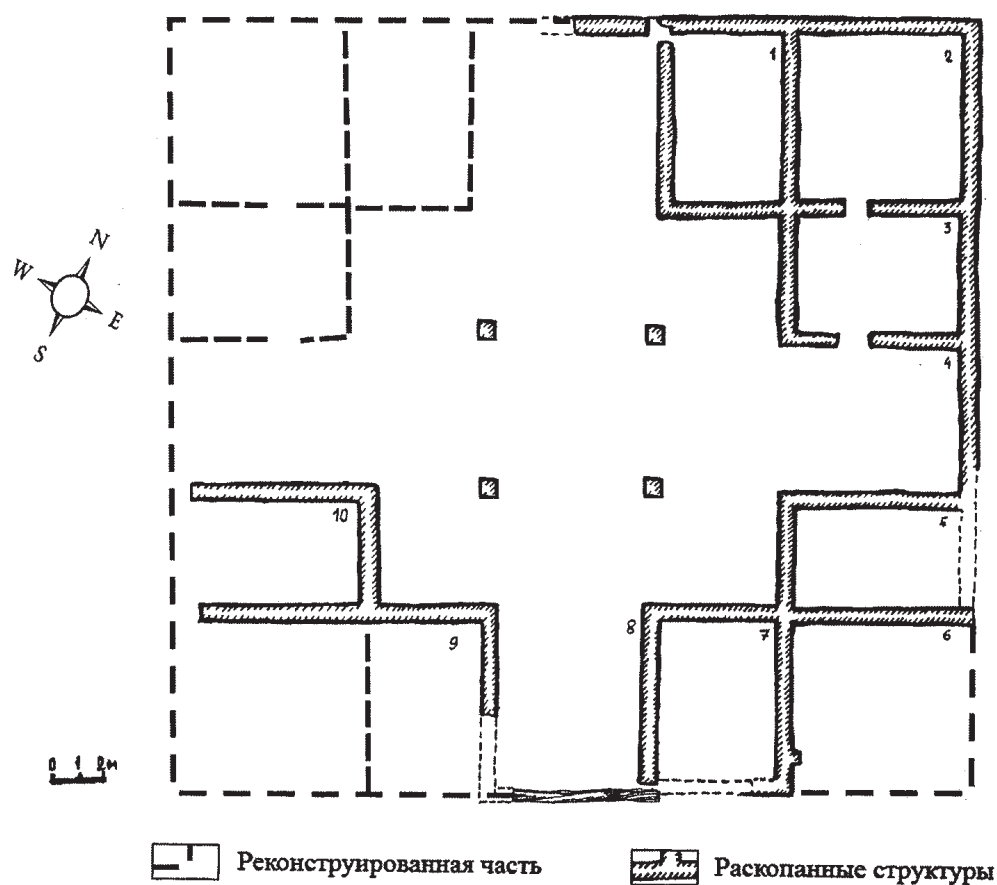 1 2
3
N
W
E
S
4
10
5
9 8 7 6
0 1 2м
Реконструированная часть
Раскопанные структуры